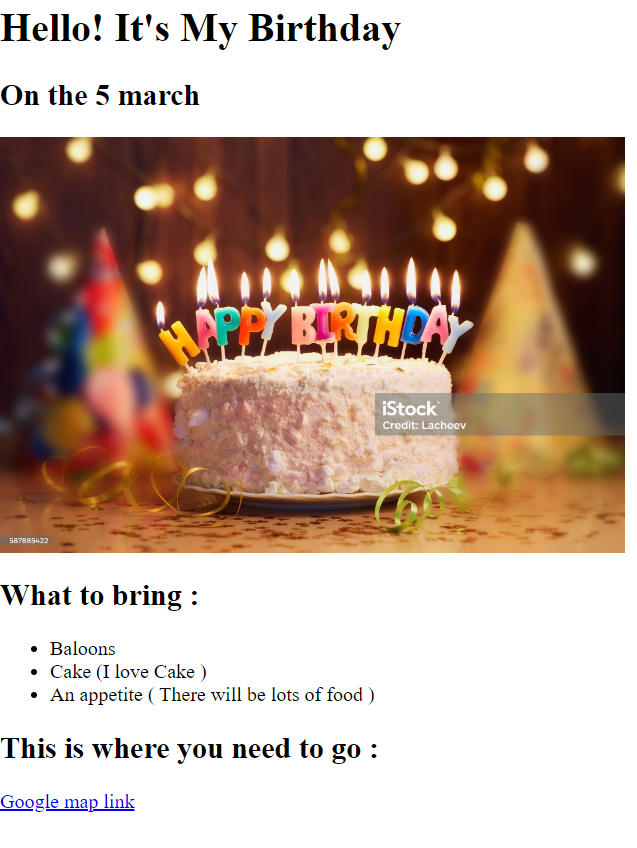 Hello! It's My Birthday
On the 5 march
HAPPY BIRTHDAY
iStock
Credit: Lacheev
587885422
What to bring :
Baloons
Cake (I love Cake )
An appetite ( There will be lots of food )
This is where you need to go :
Google map link